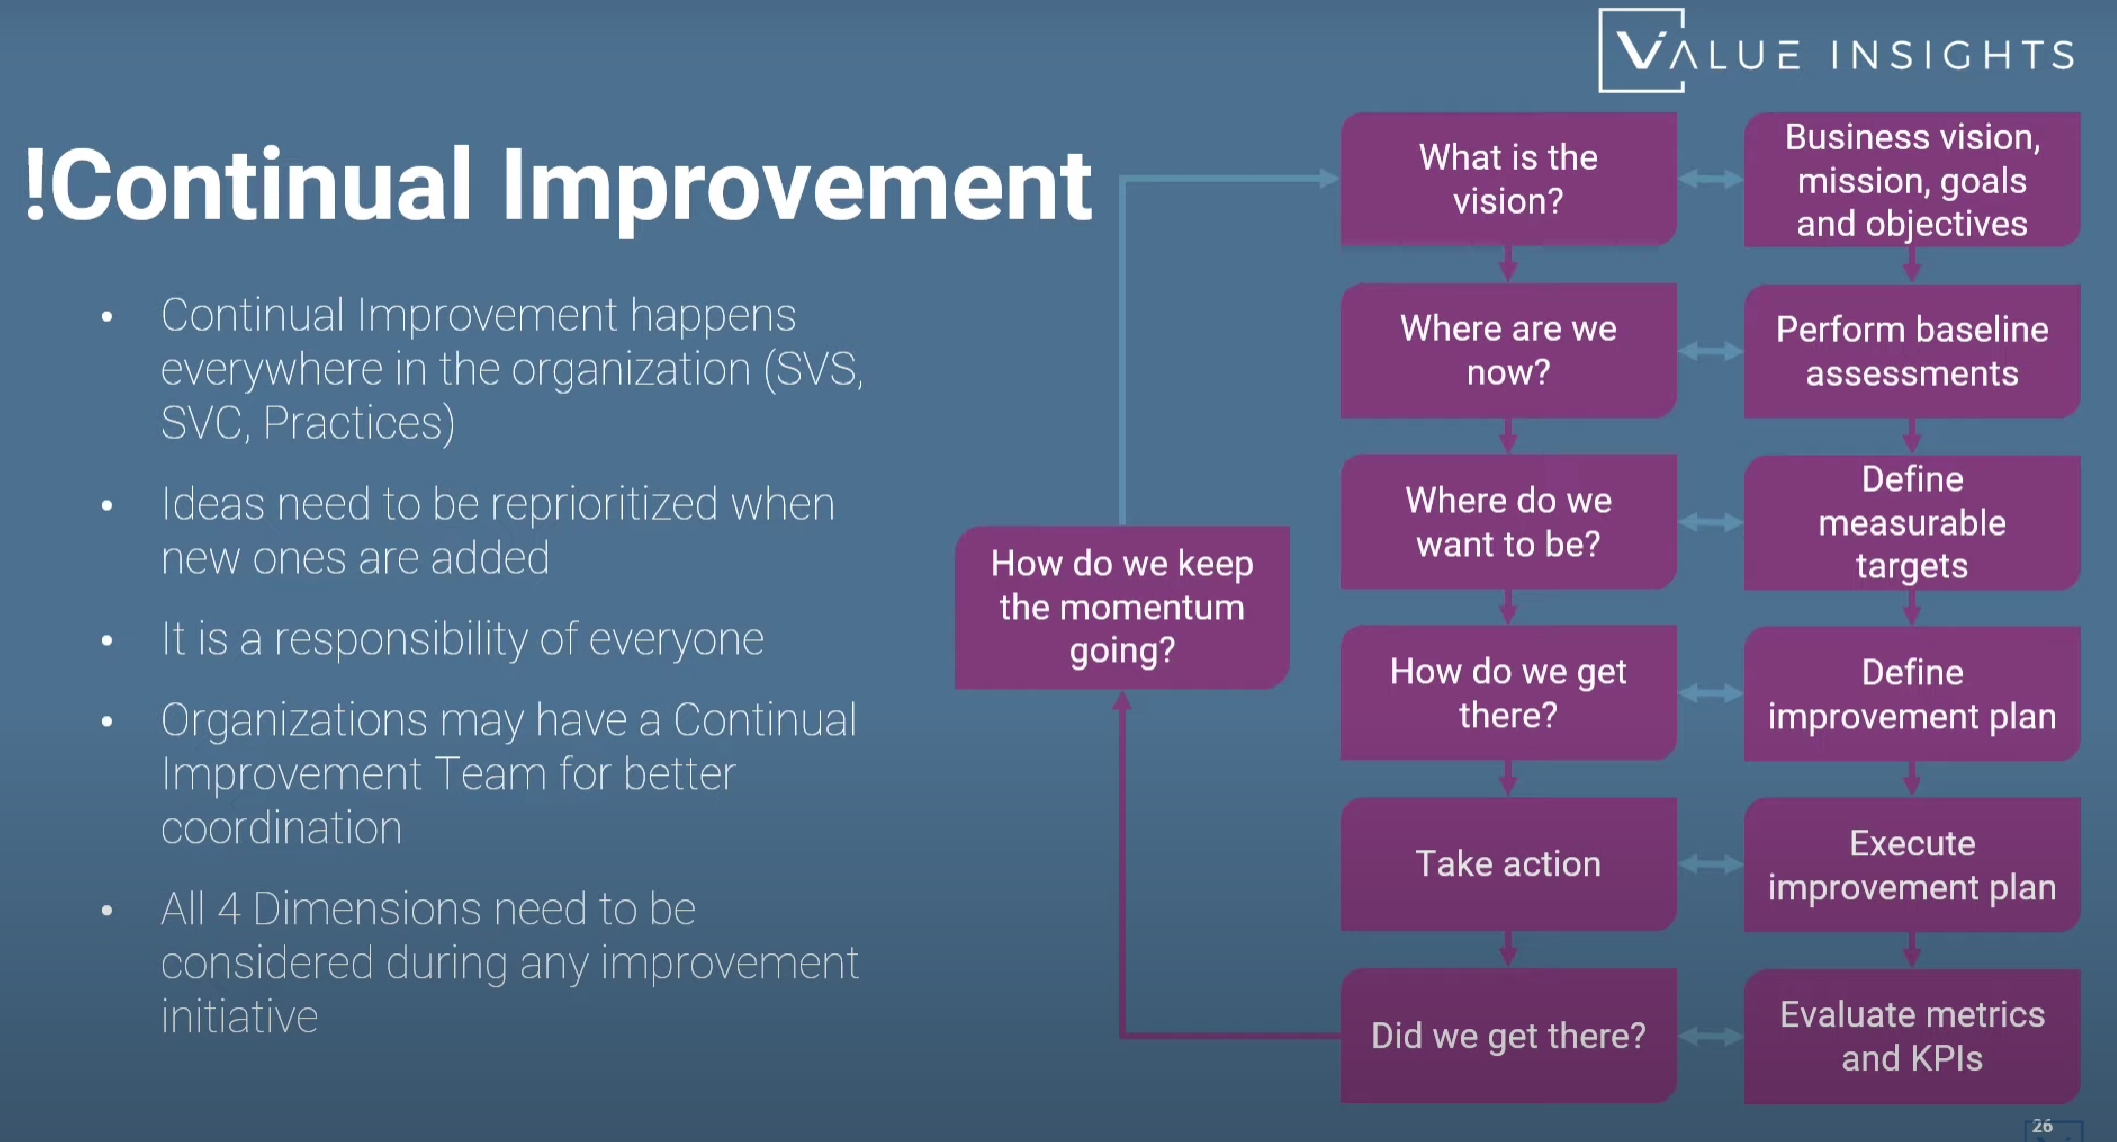 VALUE INSIGHTS
!Continual Improvement
• Continual Improvement happens
everywhere in the organization (SVS,
SVC, Practices)
• Ideas need to be reprioritized when
new ones are added
• It is a responsibility of everyone
• Organizations may have a Continual
Improvement Team for better
coordination
• All 4 Dimensions need to be
considered during any improvement
initiative
How do we keep
the momentum
going?
What is the
vision?
Business vision,
mission, goals
and objectives
Where are we
now?
Perform baseline
assessments
Where do we
want to be?
Define
measurable
targets
How do we get
there?
Define
improvement plan
Take action
Execute
improvement plan
Did we get there?
Evaluate metrics
and KPIs
26